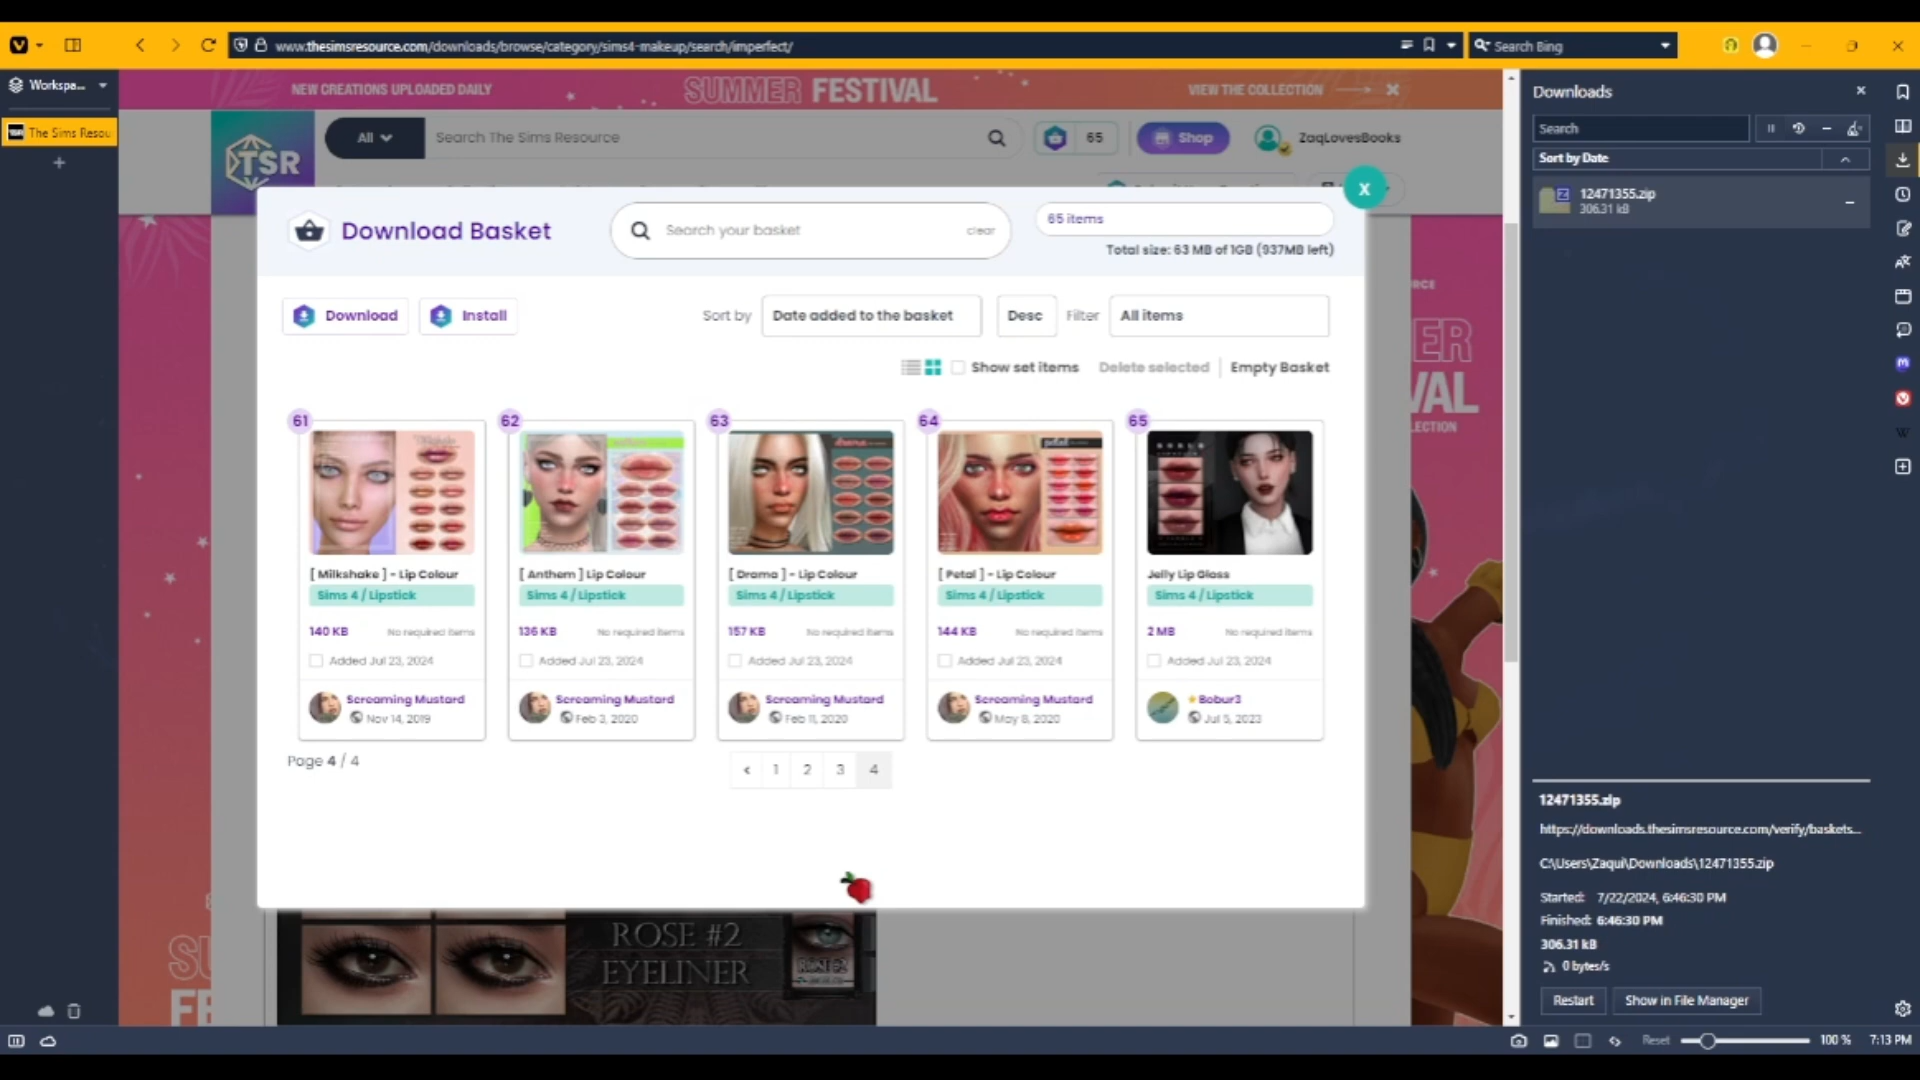 www.thesimsresource.com/downloads/browse/category/sims4-makeup/search/imperfect/
Search Bing
Workspa...
The Sims Resou
NEW CREATIONS UPLOADED DAILY
SUMMER FESTIVAL
VIEW THE COLLECTION
TSR
All
Search The Sims Resource
65
Shop
ZaqLovesBooks
Download Basket
Search your basket
clear
65 items
Total size: 63 MB of 1GB (937MB left)
X
Download
Install
Sort by
Date added to the basket
Desc
Filter
All items
Show set items
Delete selected
Empty Basket
61
[ Milkshake ] - Lip Colour
Sims 4 / Lipstick
140 KB
No required items
Added Jul 23, 2024
Screaming Mustard
Nov 14, 2019
62
[ Anthem ] Lip Colour
Sims 4 / Lipstick
136 KB
No required items
Added Jul 23, 2024
Screaming Mustard
Feb 3, 2020
63
[ Drama ] - Lip Colour
Sims 4 / Lipstick
157 KB
No required items
Added Jul 23, 2024
Screaming Mustard
Feb 11, 2020
64
[ Petal ] - Lip Colour
Sims 4 / Lipstick
144 KB
No required items
Added Jul 23, 2024
Screaming Mustard
May 8, 2020
65
Jelly Lip Gloss
Sims 4 / Lipstick
2 MB
No required items
Added Jul 23, 2024
Bobur3
Jul 5, 2023
Page 4 / 4
1
2
3
4
ROSE #2
EYELINER
ROSE #2
RCE
ER
VAL
LECTION
SU
FE
Downloads
Search
Sort by Date
12471355.zip
306.31 kB
12471355.zip
https://downloads.thesimsresource.com/verify/baskets...
C:\Users\Zaqui\Downloads\12471355.zip
Started: 7/22/2024, 6:46:30 PM
Finished: 6:46:30 PM
306.31 kB
0 bytes/s
Restart
Show in File Manager
Reset
100 %
7:13 PM